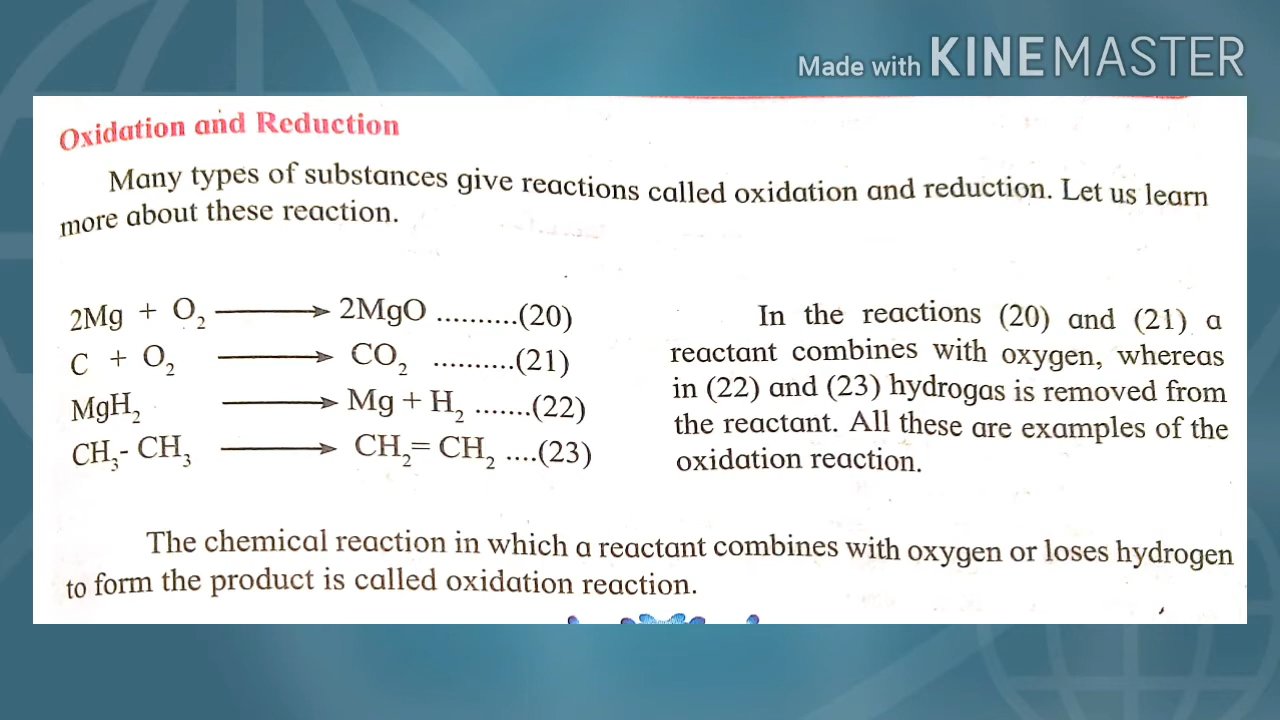 Made with KINEMASTER
Oxidation and Reduction
Many types of substances give reactions called oxidation and reduction. Let us learn
more about these reaction.
2Mg + O₂ ⟶ 2MgO ..........(20)
C + O₂ ⟶ CO₂ ..........(21)
MgH₂ ⟶ Mg + H₂ .......(22)
CH₃- CH₃ ⟶ CH₂= CH₂ ....(23)
In the reactions (20) and (21) a
reactant combines with oxygen, whereas
in (22) and (23) hydrogas is removed from
the reactant. All these are examples of the
oxidation reaction.
The chemical reaction in which a reactant combines with oxygen or loses hydrogen
to form the product is called oxidation reaction.